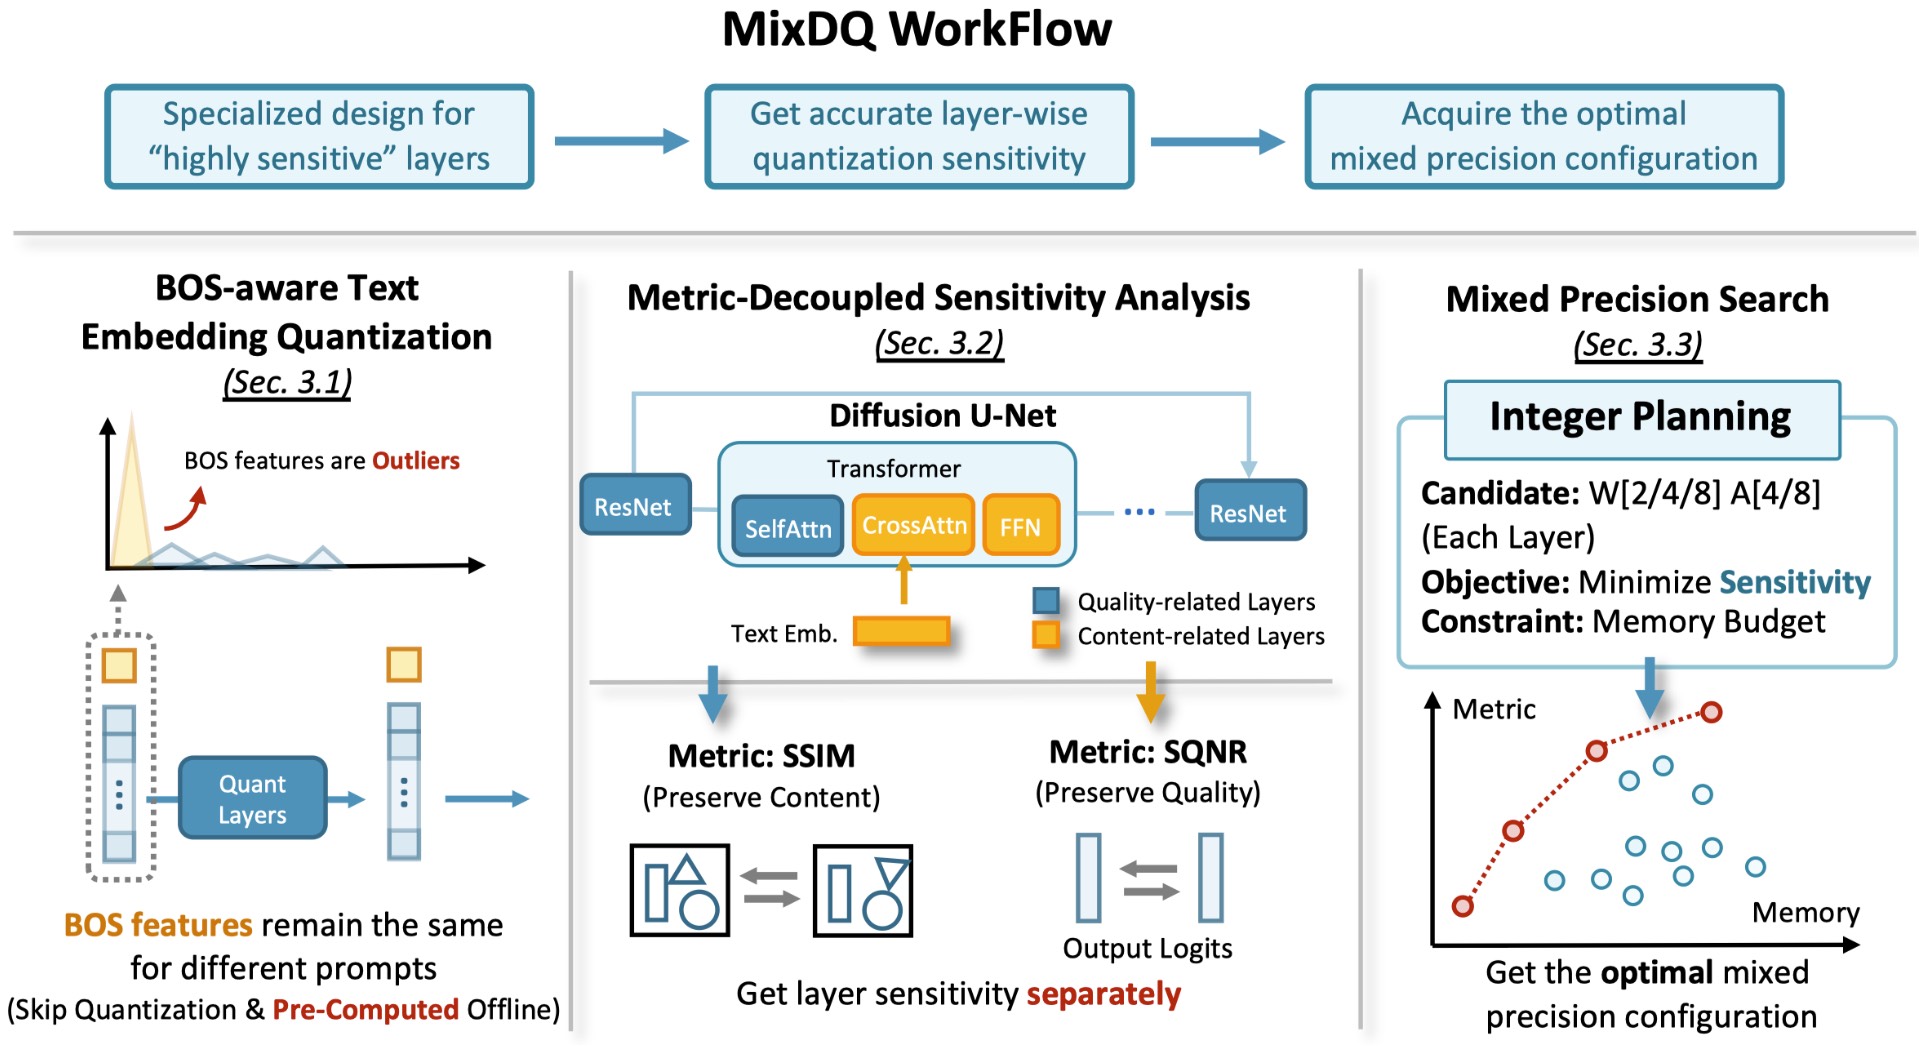 MixDQ WorkFlow
Specialized design for
“highly sensitive” layers
Get accurate layer-wise
quantization sensitivity
Acquire the optimal
mixed precision configuration
BOS-aware Text
Embedding Quantization
(Sec. 3.1)
BOS features are Outliers
Quant
Layers
BOS features remain the same
for different prompts
(Skip Quantization & Pre-Computed Offline)
Metric-Decoupled Sensitivity Analysis
(Sec. 3.2)
Diffusion U-Net
Transformer
ResNet
SelfAttn
CrossAttn
FFN
...
ResNet
Text Emb.
Quality-related Layers
Content-related Layers
Metric: SSIM
(Preserve Content)
Metric: SQNR
(Preserve Quality)
Output Logits
Get layer sensitivity separately
Mixed Precision Search
(Sec. 3.3)
Integer Planning
Candidate: W[2/4/8] A[4/8]
(Each Layer)
Objective: Minimize Sensitivity
Constraint: Memory Budget
Metric
Memory
Get the optimal mixed
precision configuration